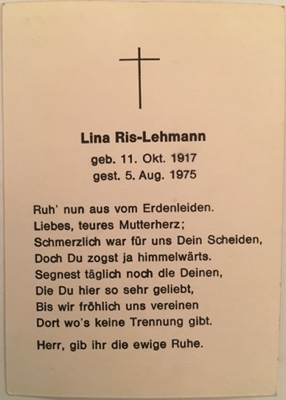 Lina Ris-Lehmann
geb. 11. Okt. 1917
gest. 5. Aug. 1975
Ruh' nun aus vom Erdenleiden.
Liebes, teures Mutterherz;
Schmerzlich war für uns Dein Scheiden,
Doch Du zogst ja himmelwärts.
Segnest täglich noch die Deinen,
Die Du hier so sehr geliebt,
Bis wir fröhlich uns vereinen
Dort wo's keine Trennung gibt.
Herr, gib ihr die ewige Ruhe.